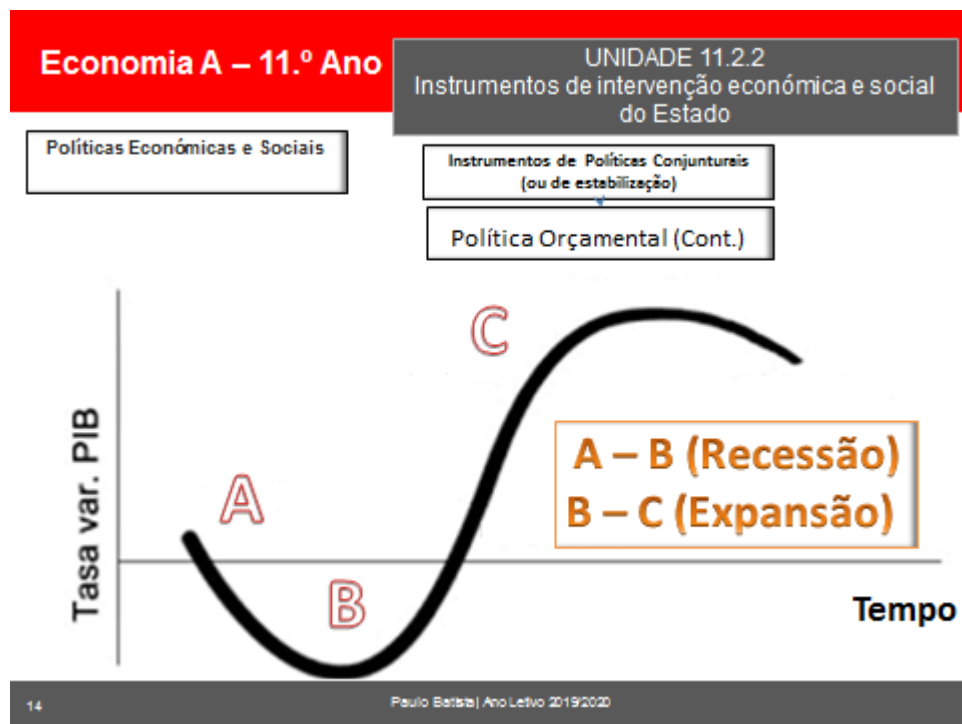 Economia A – 11.º Ano
UNIDADE 11.2.2
Instrumentos de intervenção económica e social
do Estado
Políticas Económicas e Sociais
Instrumentos de Políticas Conjunturais
(ou de estabilização)
Política Orçamental (Cont.)
Tasa var. PIB
A
B
C
A – B (Recessão)
B – C (Expansão)
Tempo
14
Paulo Batista| Ano Letivo 2019/2020